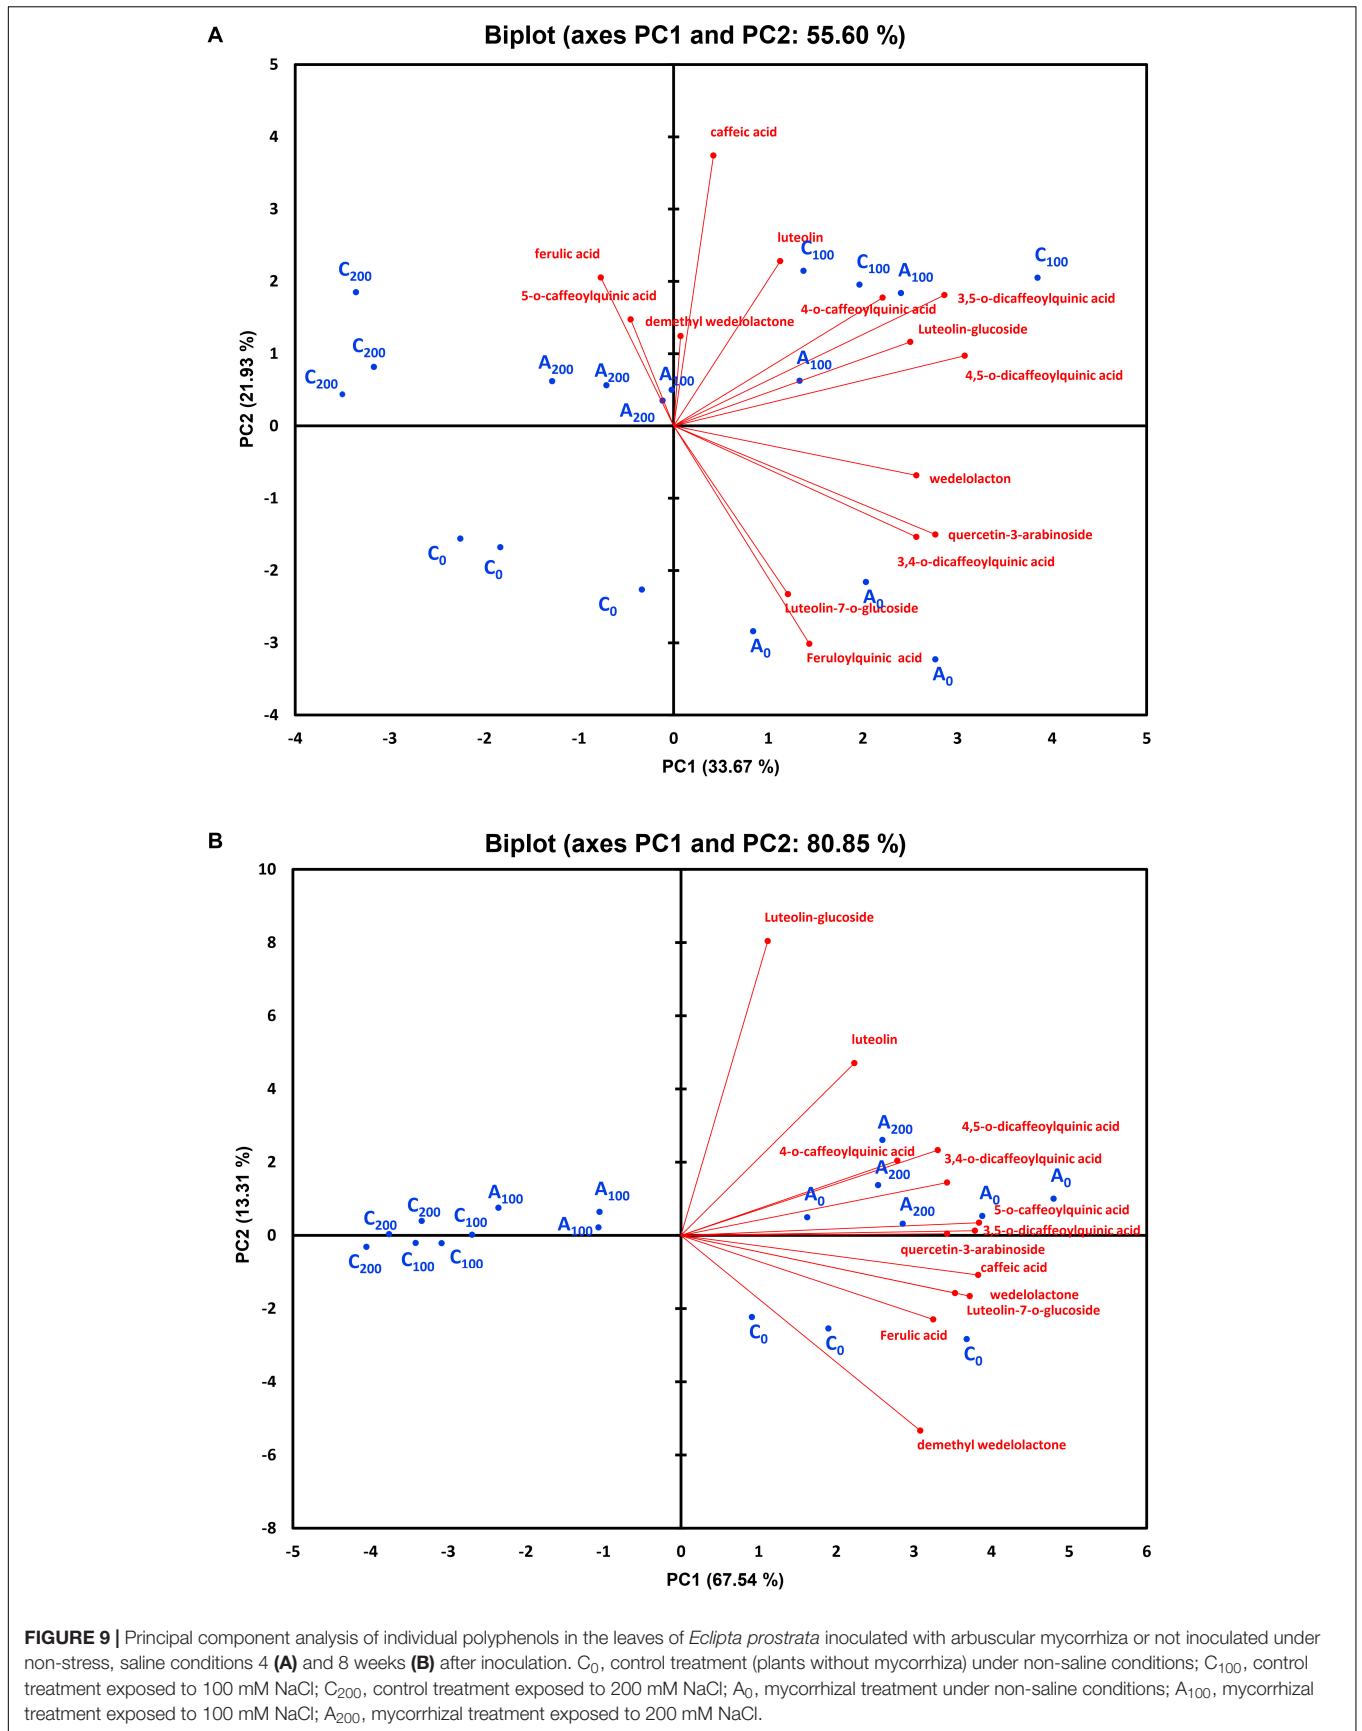 A
Biplot (axes PC1 and PC2: 55.60 %)
5
4
3
2
1
0
-1
-2
-3
-4
PC2 (21.93 %)
caffeic acid
luteolin
ferulic acid
C100
C100
A100
C100
C200
5-o-caffeoylquinic acid
3,5-o-dicaffeoylquinic acid
4-o-caffeoylquinic acid
demethyl wedelolactone
Luteolin-glucoside
C200
A200
A200
A100
A100
4,5-o-dicaffeoylquinic acid
C200
A200
wedelolacton
quercetin-3-arabinoside
C0
C0
3,4-o-dicaffeoylquinic acid
C0
A0
Luteolin-7-o-glucoside
A0
Feruloylquinic acid
A0
-4 -3 -2 -1 0 1 2 3 4 5
PC1 (33.67 %)
B
Biplot (axes PC1 and PC2: 80.85 %)
10
8
6
4
2
0
-2
-4
-6
-8
PC2 (13.31 %)
Luteolin-glucoside
luteolin
A200
4,5-o-dicaffeoylquinic acid
4-o-caffeoylquinic acid
3,4-o-dicaffeoylquinic acid
A200
A0
A100
A100
A0
A0
C200
A200
5-o-caffeoylquinic acid
C200
C100
A100
3,5-o-dicaffeoylquinic acid
quercetin-3-arabinoside
C200
C100
C100
caffeic acid
wedelolactone
Luteolin-7-o-glucoside
C0
C0
Ferulic acid
C0
demethyl wedelolactone
-5 -4 -3 -2 -1 0 1 2 3 4 5 6
PC1 (67.54 %)
FIGURE 9 | Principal component analysis of individual polyphenols in the leaves of Eclipta prostrata inoculated with arbuscular mycorrhiza or not inoculated under
non-stress, saline conditions 4 (A) and 8 weeks (B) after inoculation. C0, control treatment (plants without mycorrhiza) under non-saline conditions; C100, control
treatment exposed to 100 mM NaCl; C200, control treatment exposed to 200 mM NaCl; A0, mycorrhizal treatment under non-saline conditions; A100, mycorrhizal
treatment exposed to 100 mM NaCl; A200, mycorrhizal treatment exposed to 200 mM NaCl.